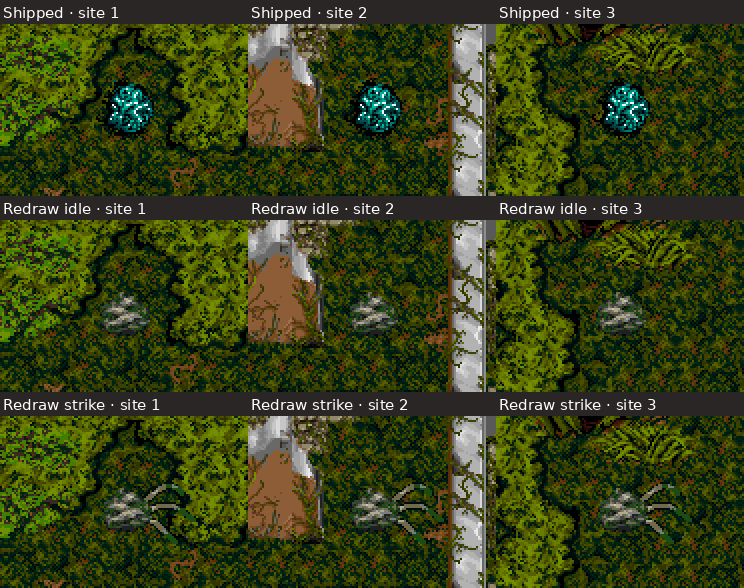 Shipped · site 1
Shipped · site 2
Shipped · site 3
Redraw idle · site 1
Redraw idle · site 2
Redraw idle · site 3
Redraw strike · site 1
Redraw strike · site 2
Redraw strike · site 3